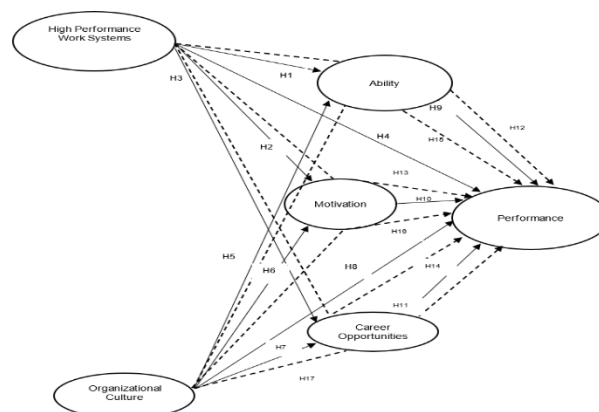 High Performance
Work Systems
H3
H1
Ability
H9
H12
H4
H15
H2
H13
Motivation
H10
H16
Performance
H5
H6
H8
H14
H11
Career
Opportunities
H7
H17
Organizational
Culture